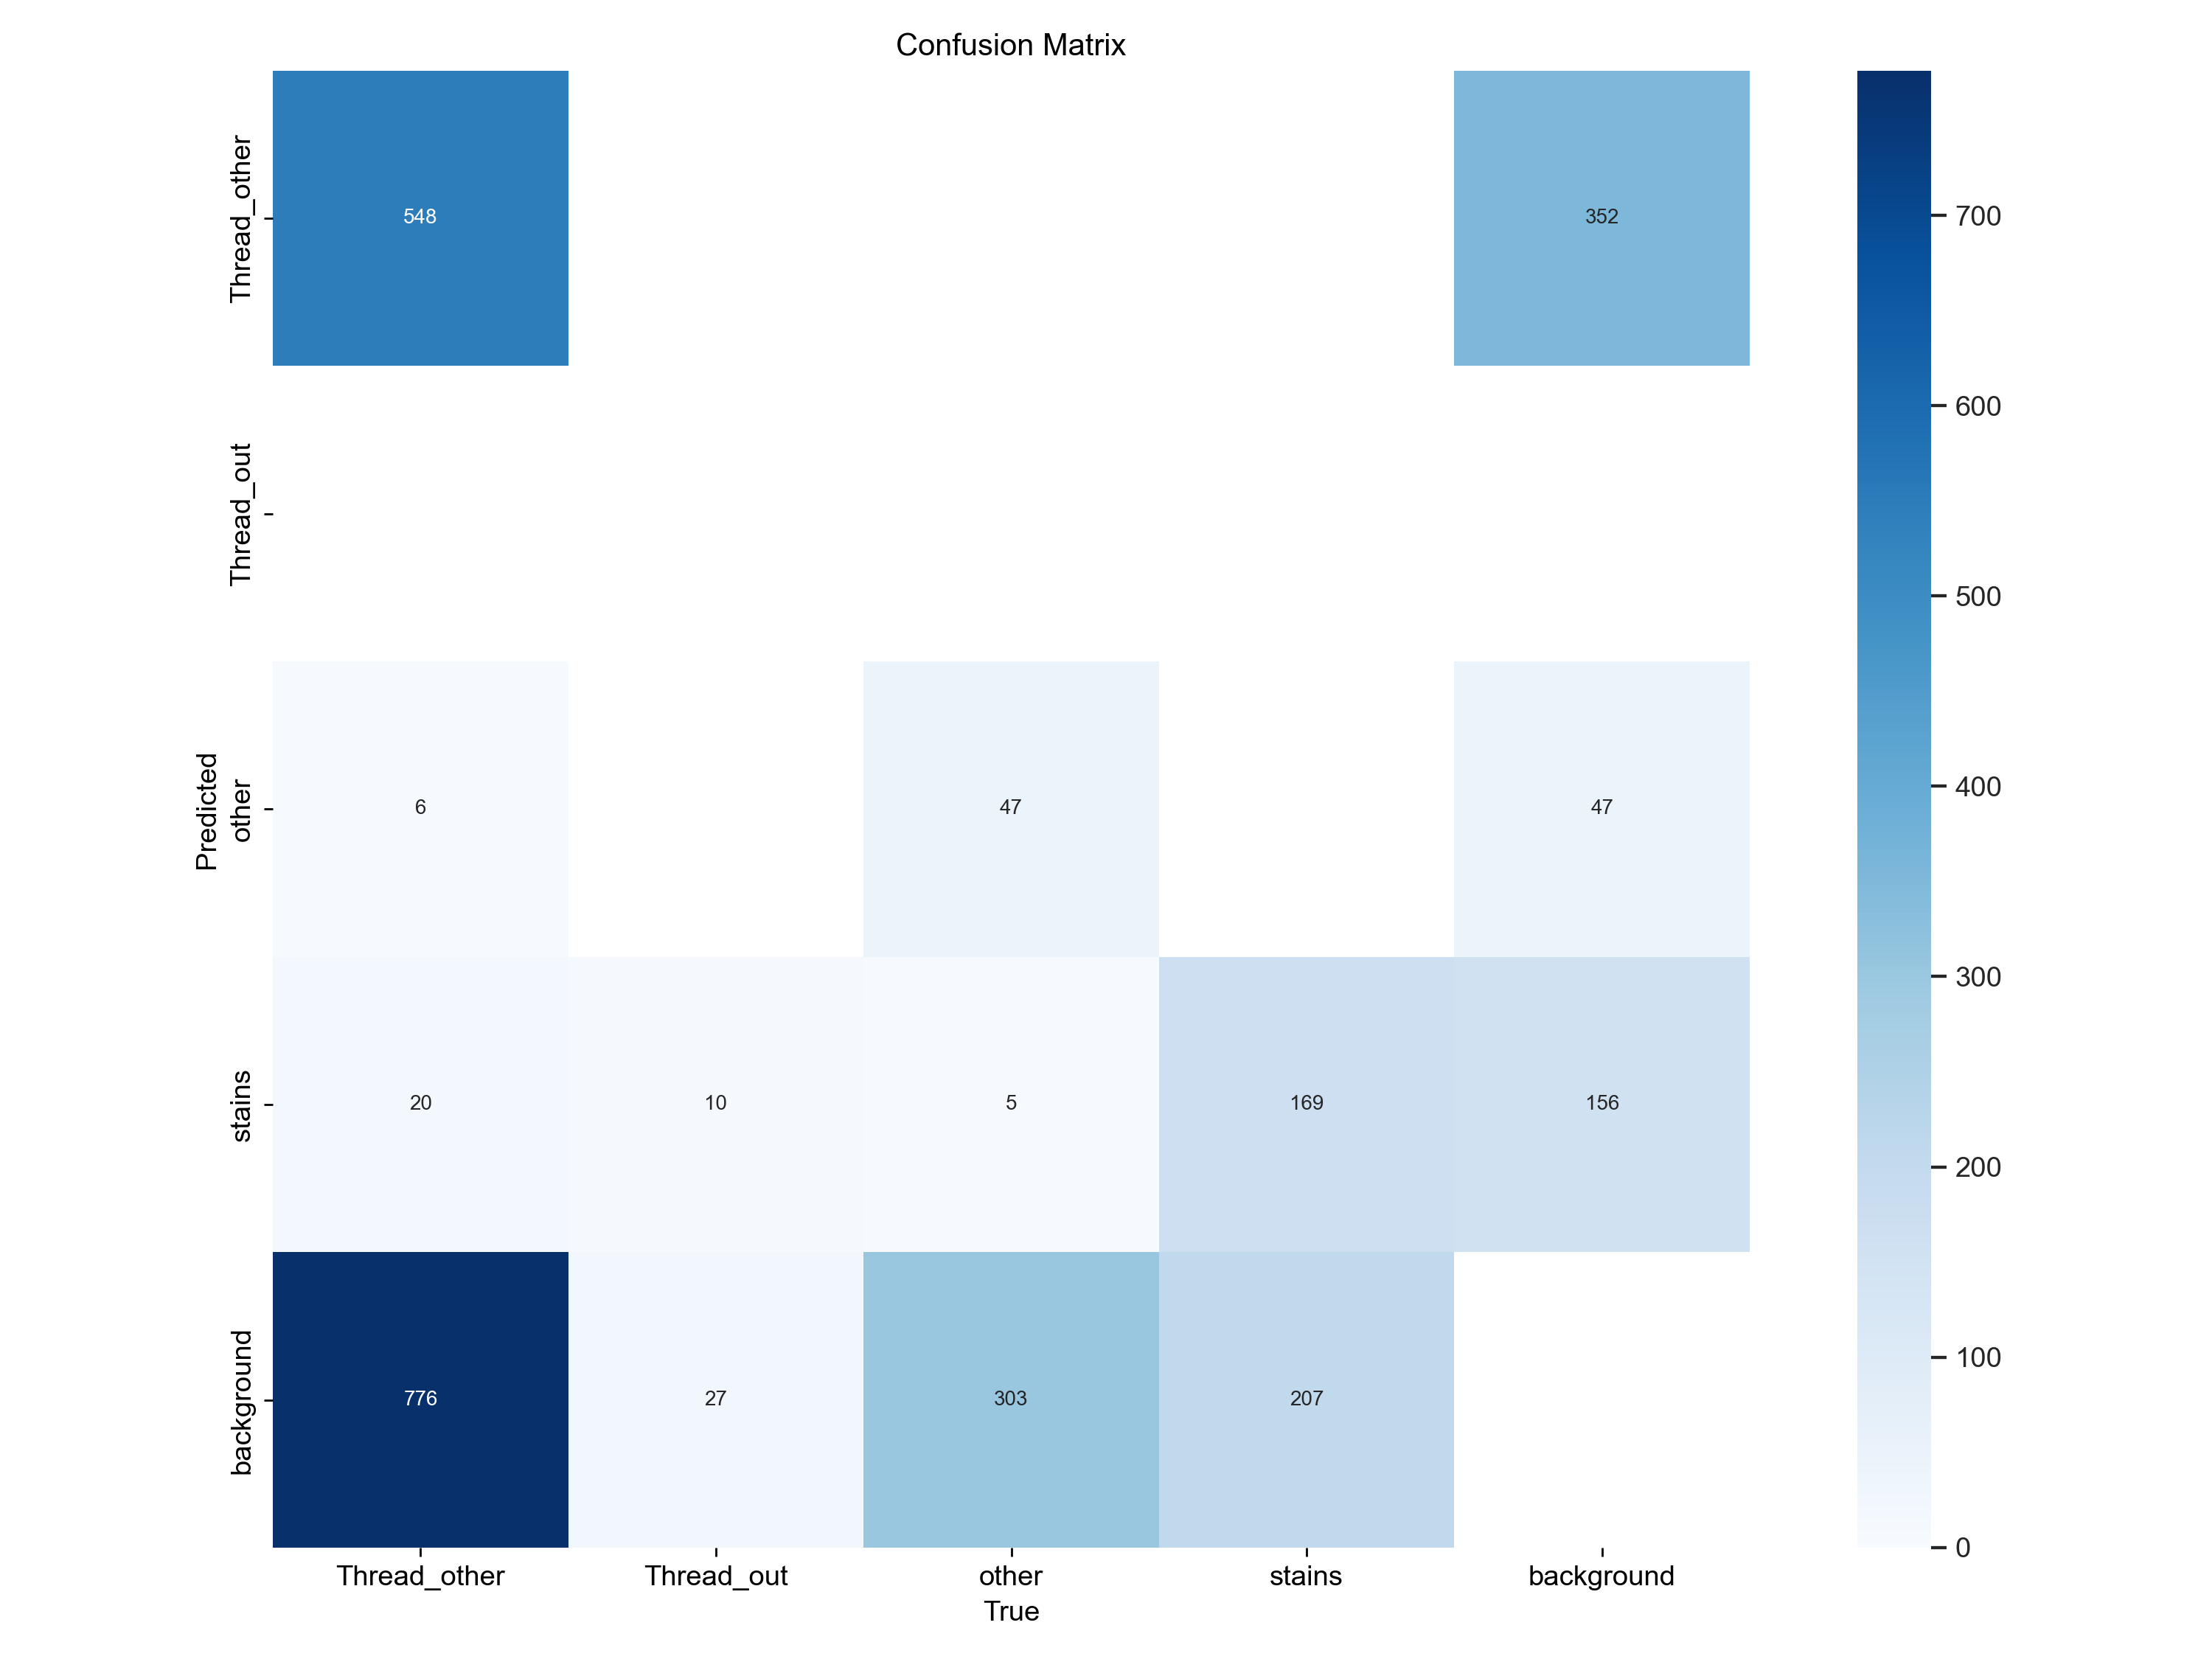 Confusion Matrix
Thread_other
548
352
700
600
Thread_out
500
400
Predicted
other
6
47
47
300
stains
20
10
5
169
156
200
100
background
776
27
303
207
0
Thread_other
Thread_out
other
stains
background
True